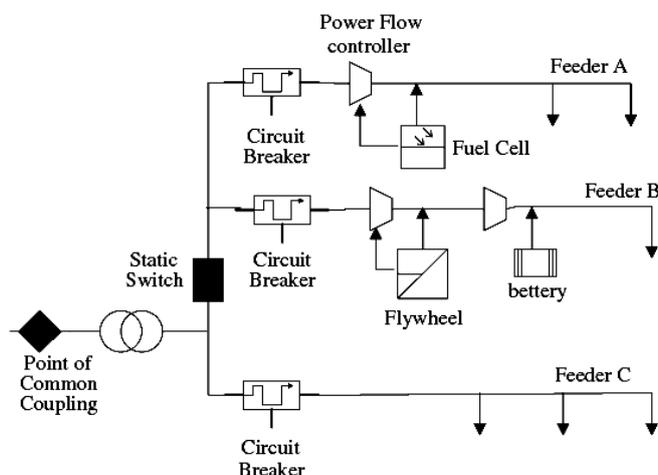 Power Flow
controller
Feeder A
Circuit
Breaker
Fuel Cell
Feeder B
Static
Switch
Circuit
Breaker
Flywheel
bettery
Point of
Common
Coupling
Feeder C
Circuit
Breaker